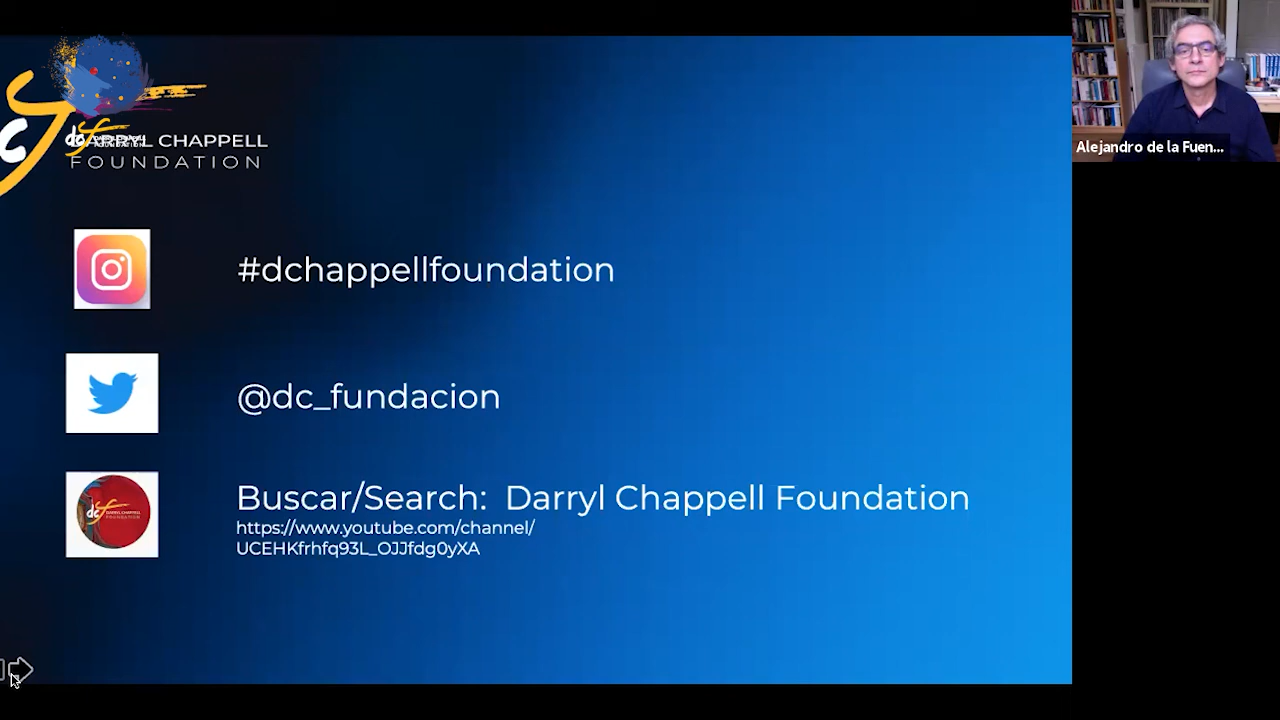 CHAPPELL
FOUNDATION
Alejandro de la Fuen...
#dchappellfoundation
@dc_fundacion
Buscar/Search: Darryl Chappell Foundation
https://www.youtube.com/channel/
UCEHKfrhfq93L_OJJfdg0yXA
dcf